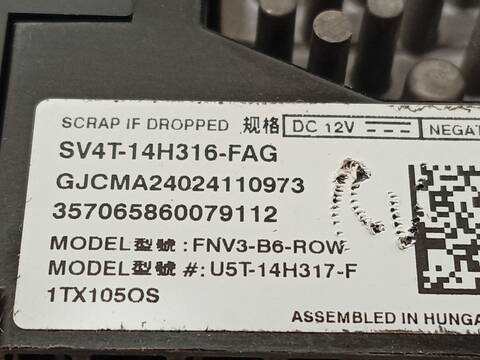 SCRAP IF DROPPED 规格 DC 12V
SV4T-14H316-FAG
GJCMA24024110973
357065860079112
MODEL型號:FNV3-B6-ROW
MODEL型號 #:U5T-14H317-F
1TX105OS
ASSEMBLED IN